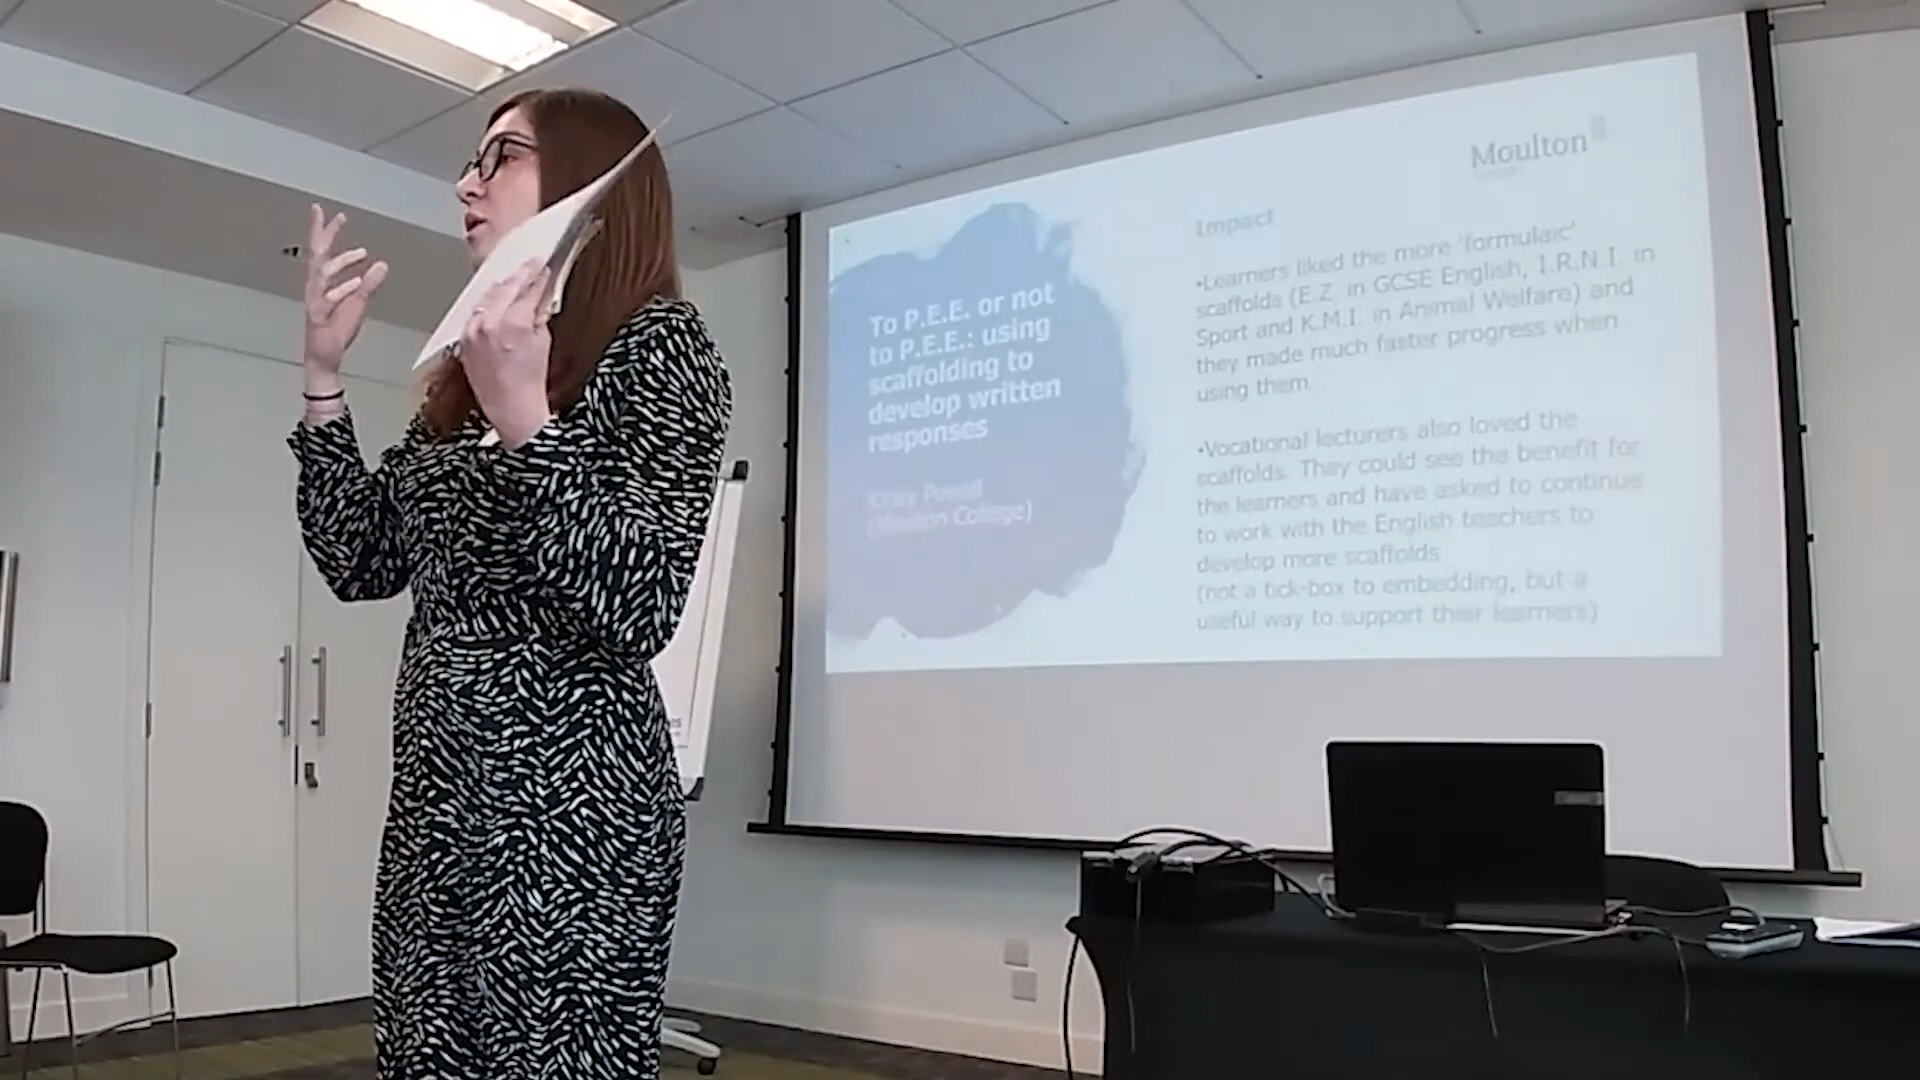 Moulton
To P.E.E. or not
to P.E.E.: using
scaffolding to
develop written
responses
Powell
(Moulton College)
Impact
•Learners liked the more 'formulaic'
scaffolds (E.Z. in GCSE English, I.R.N.I. in
Sport and K.M.I. in Animal Welfare) and
they made much faster progress when
using them.
•Vocational lecturers also loved the
scaffolds. They could see the benefit for
the learners and have asked to continue
to work with the English teachers to
develop more scaffolds
(not a tick-box to embedding, but a
useful way to support their learners)